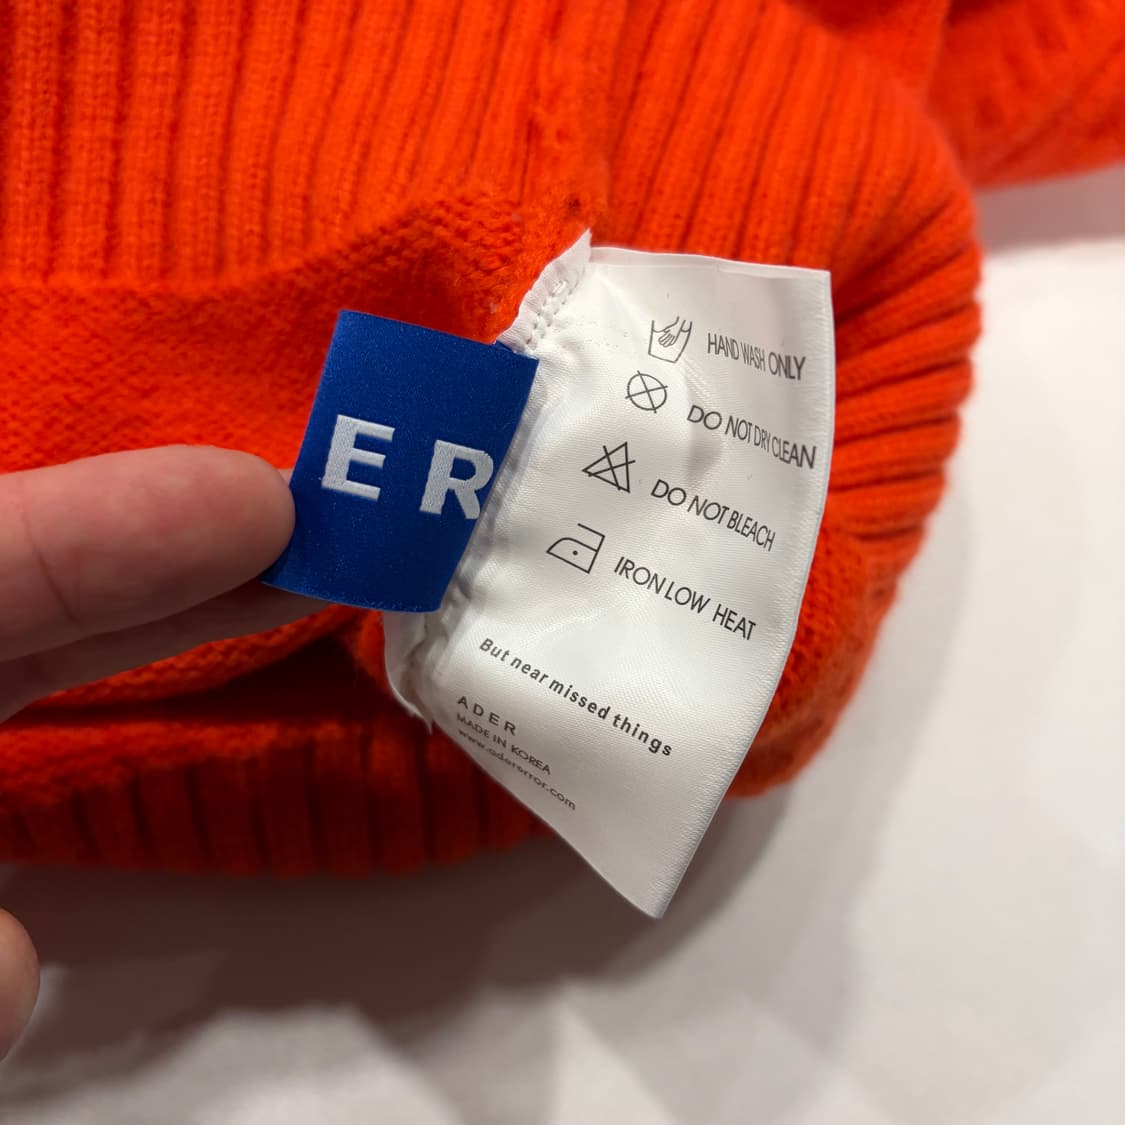 E R
HAND WASH ONLY
DO NOT DRY CLEAN
DO NOT BLEACH
IRON LOW HEAT
But near missed things
ADER
MADE IN KOREA
www.adererror.com